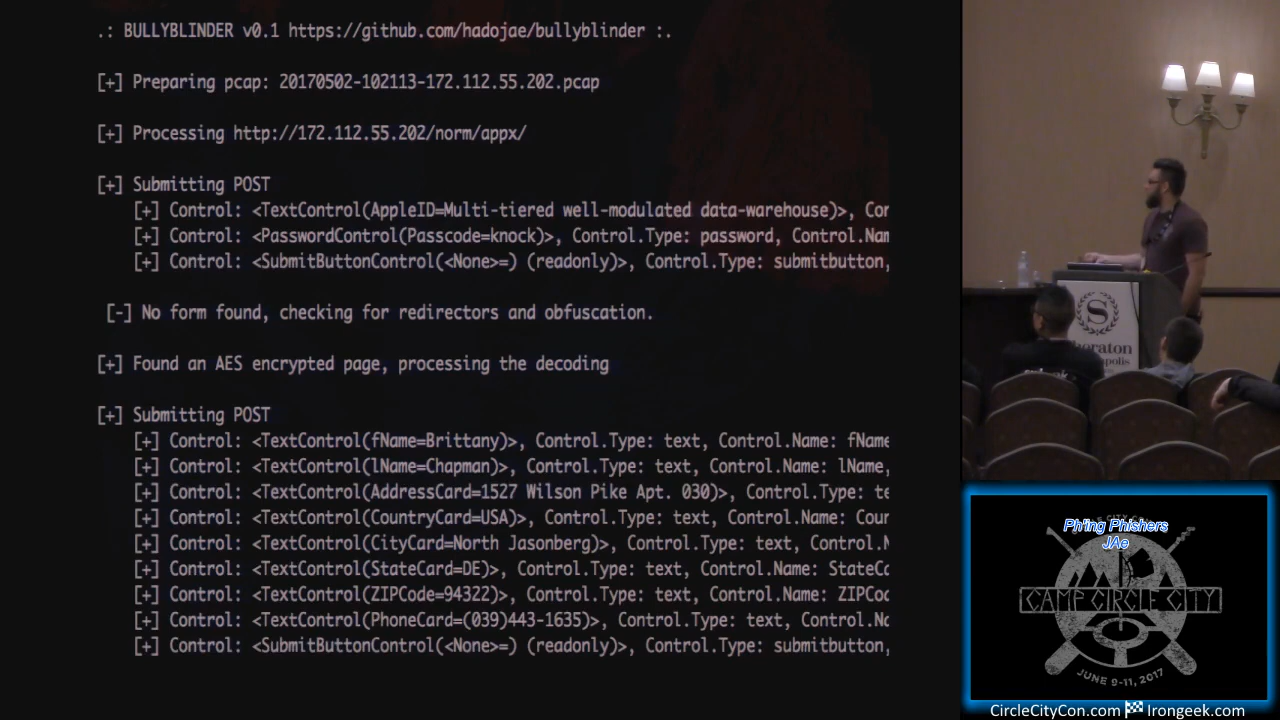 .: BULLYBLINDER v0.1 https://github.com/hadojae/bullyblinder :.
[+] Preparing pcap: 20170502-102113-172.112.55.202.pcap
[+] Processing http://172.112.55.202/norm/appx/
[+] Submitting POST
[+] Control: <TextControl(AppleID=Multi-tiered well-modulated data-warehouse)>, Cor
[+] Control: <PasswordControl(Passcode=knock)>, Control.Type: password, Control.Nam
[+] Control: <SubmitButtonControl(<None>=) (readonly)>, Control.Type: submitbutton,
[-] No form found, checking for redirectors and obfuscation.
[+] Found an AES encrypted page, processing the decoding
[+] Submitting POST
[+] Control: <TextControl(fName=Brittany)>, Control.Type: text, Control.Name: fName
[+] Control: <TextControl(lName=Chapman)>, Control.Type: text, Control.Name: lName,
[+] Control: <TextControl(AddressCard=1527 Wilson Pike Apt. 030)>, Control.Type: te
[+] Control: <TextControl(CountryCard=USA)>, Control.Type: text, Control.Name: Coun
[+] Control: <TextControl(CityCard=North Jasonberg)>, Control.Type: text, Control.N
[+] Control: <TextControl(StateCard=DE)>, Control.Type: text, Control.Name: StateCa
[+] Control: <TextControl(ZIPCode=94322)>, Control.Type: text, Control.Name: ZIPCod
[+] Control: <TextControl(PhoneCard=(039)443-1635)>, Control.Type: text, Control.Na
[+] Control: <SubmitButtonControl(<None>=) (readonly)>, Control.Type: submitbutton,
S
Ph'ing Phishers
JAe
CAMP CIRCLE CITY
JUNE 9-11, 2017
CircleCityCon.com Irongeek.com